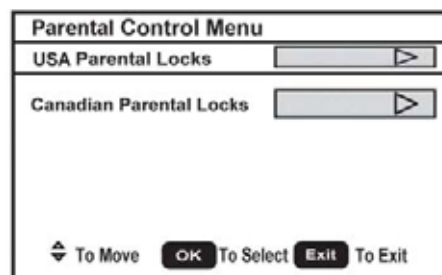 Parental Control Menu
USA Parental Locks
Canadian Parental Locks
To Move OK To Select Exit To Exit